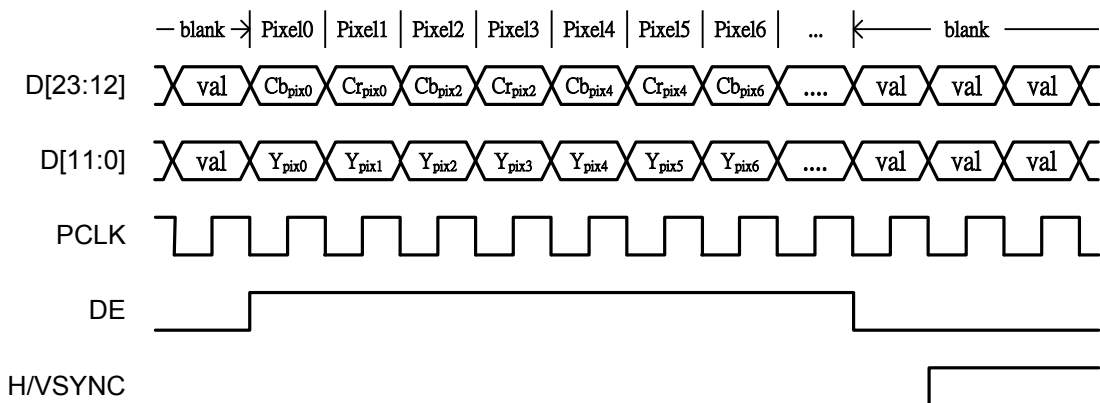 blank Pixel0 Pixel1 Pixel2 Pixel3 Pixel4 Pixel5 Pixel6 ... blank
D[23:12] val Cbpix0 Crpix0 Cbpix2 Crpix2 Cbpix4 Crpix4 Cbpix6 .... val val val
D[11:0] val Ypix0 Ypix1 Ypix2 Ypix3 Ypix4 Ypix5 Ypix6 .... val val val
PCLK
DE
H/VSYNC